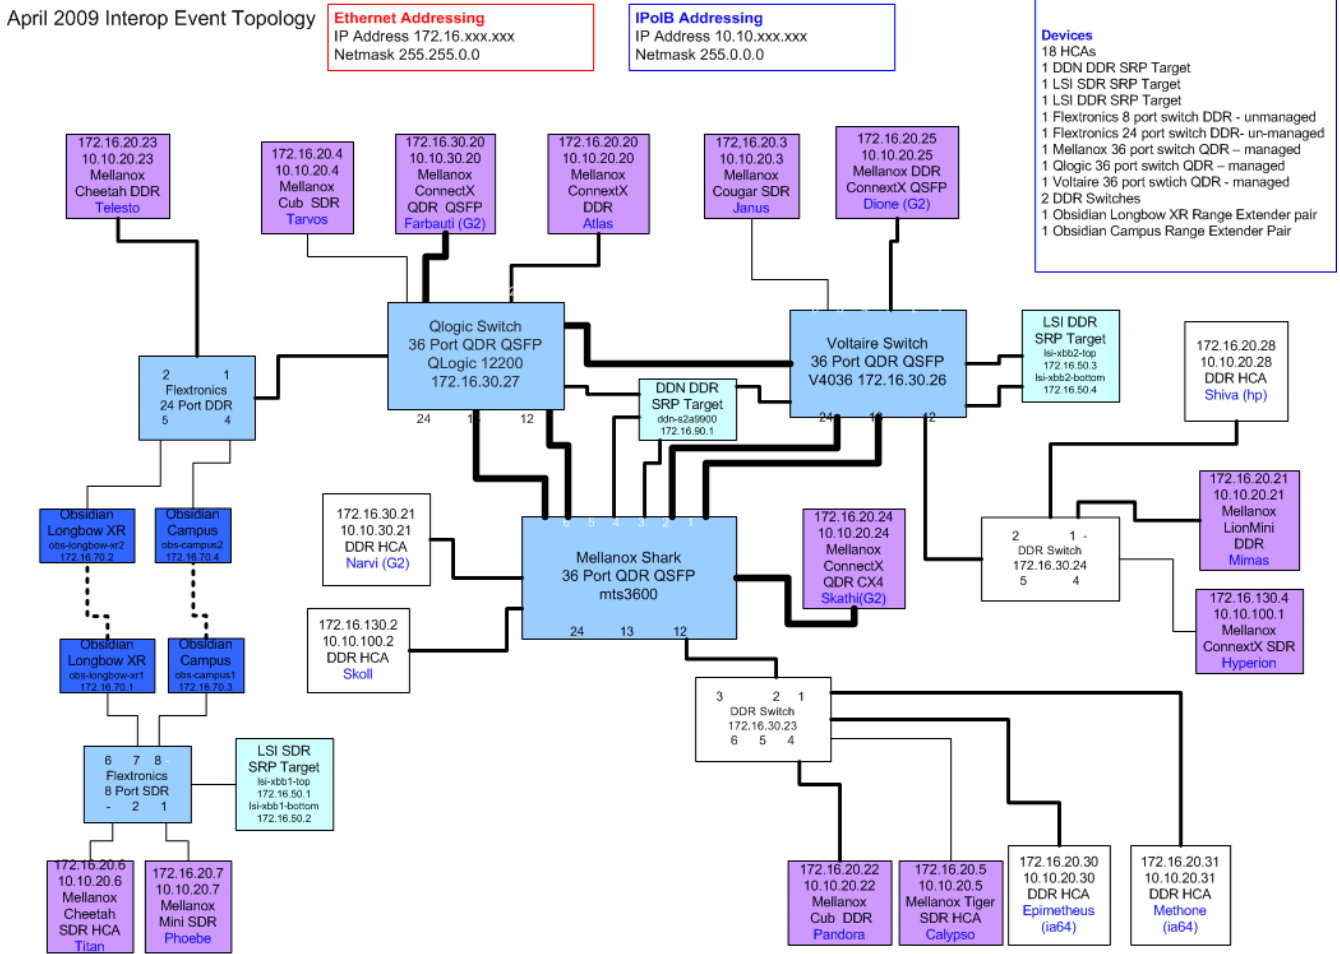 April 2009 Interop Event Topology
Ethernet Addressing
IP Address 172.16.xxx.xxx
Netmask 255.255.0.0
IPoIB Addressing
IP Address 10.10.xxx.xxx
Netmask 255.0.0.0
Devices
18 HCAs
1 DDN DDR SRP Target
1 LSI SDR SRP Target
1 LSI DDR SRP Target
1 Flextronics 8 port switch DDR - unmanaged
1 Flextronics 24 port switch DDR- un-managed
1 Mellanox 36 port switch QDR – managed
1 Qlogic 36 port switch QDR – managed
1 Voltaire 36 port swtich QDR - managed
2 DDR Switches
1 Obsidian Longbow XR Range Extender pair
1 Obsidian Campus Range Extender Pair
172.16.20.23
10.10.20.23
Mellanox
Cheetah DDR
Telesto
172.16.20.4
10.10.20.4
Mellanox
Cub SDR
Tarvos
172.16.30.20
10.10.30.20
Mellanox
ConnectX
QDR QSFP
Farbauti (G2)
172.16.20.20
10.10.20.20
Mellanox
ConnextX
DDR
Atlas
172,16.20.3
10.10.20.3
Mellanox
Cougar SDR
Janus
172.16.20.25
10.10.20.25
Mellanox DDR
ConnextX QSFP
Dione (G2)
Qlogic Switch
36 Port QDR QSFP
QLogic 12200
172.16.30.27
24
12
Voltaire Switch
36 Port QDR QSFP
V4036 172.16.30.26
24
12
LSI DDR
SRP Target
lsi-xbb2-top
172.16.50.3
lsi-xbb2-bottom
172.16.50.4
172.16.20.28
10.10.20.28
DDR HCA
Shiva (hp)
2 1
Flextronics
24 Port DDR
5 4
DDN DDR
SRP Target
ddn-s2a9900
172.16.90.1
172.16.20.21
10.10.20.21
Mellanox
LionMini
DDR
Mimas
Obsidian
Longbow XR
obs-longbow-xr2
172.16.70.2
Obsidian
Campus
obs-campus2
172.16.70.4
172.16.30.21
10.10.30.21
DDR HCA
Narvi (G2)
6 5 4 3 2 1
Mellanox Shark
36 Port QDR QSFP
mts3600
24 13 12
172.16.20.24
10.10.20.24
Mellanox
ConnectX
QDR CX4
Skathi(G2)
2 1 -
DDR Switch
172.16.30.24
5 4
172.16.130.4
10.10.100.1
Mellanox
ConnextX SDR
Hyperion
172.16.130.2
10.10.100.2
DDR HCA
Skoll
Obsidian
Longbow XR
obs-longbow-xr1
172.16.70.1
Obsidian
Campus
obs-campus1
172.16.70.3
3 2 1
DDR Switch
172.16.30.23
6 5 4
6 7 8 -
Flextronics
8 Port SDR
- 2 1
LSI SDR
SRP Target
lsi-xbb1-top
172.16.50.1
lsi-xbb1-bottom
172.16.50.2
172.16.20.6
10.10.20.6
Mellanox
Cheetah
SDR HCA
Titan
172.16.20.7
10.10.20.7
Mellanox
Mini SDR
Phoebe
172.16.20.22
10.10.20.22
Mellanox
Cub DDR
Pandora
172.16.20.5
10.10.20.5
Mellanox Tiger
SDR HCA
Calypso
172.16.20.30
10.10.20.30
DDR HCA
Epimetheus
(ia64)
172.16.20.31
10.10.20.31
DDR HCA
Methone
(ia64)